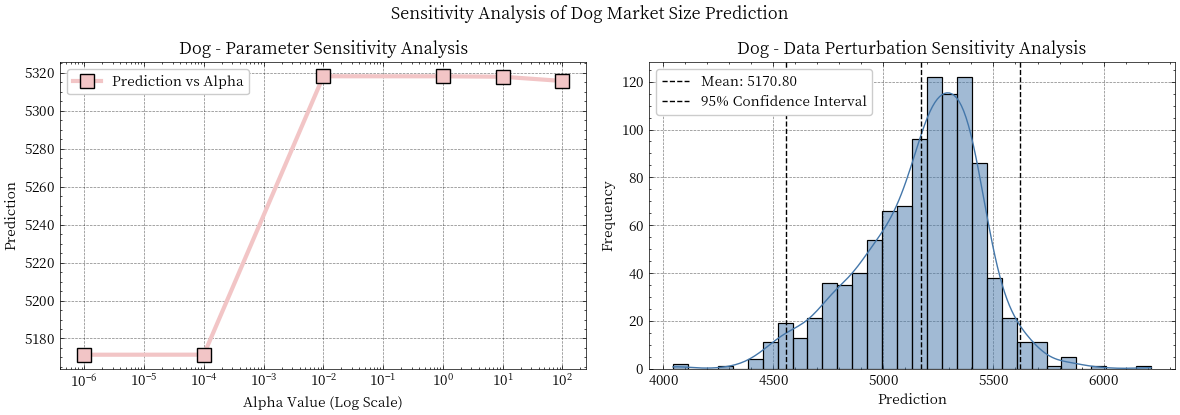 Sensitivity Analysis of Dog Market Size Prediction
Dog - Parameter Sensitivity Analysis
Prediction vs Alpha
Prediction
5320
5300
5280
5260
5240
5220
5200
5180
10⁻⁶ 10⁻⁵ 10⁻⁴ 10⁻³ 10⁻² 10⁻¹ 10⁰ 10¹ 10²
Alpha Value (Log Scale)
Dog - Data Perturbation Sensitivity Analysis
Mean: 5170.80
95% Confidence Interval
Frequency
120
100
80
60
40
20
0
4000 4500 5000 5500 6000
Prediction